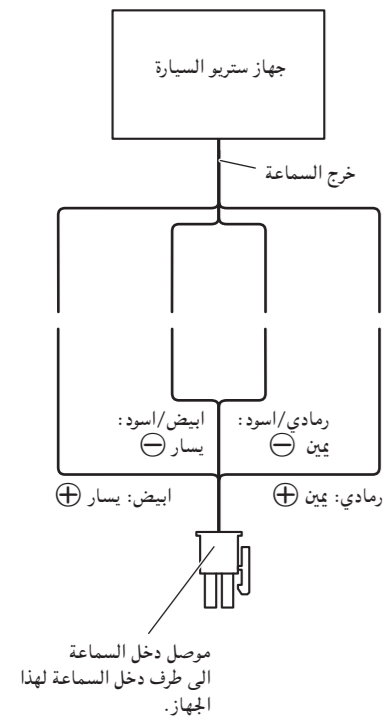 جهاز ستريو السيارة
خرج السماعة
رمادي/اسود:
يمين ⊖
ابيض/اسود:
يسار ⊖
رمادي: يمين ⊕
ابيض: يسار ⊕
موصل دخل السماعة
الى طرف دخل السماعة لهذا
الجهاز.